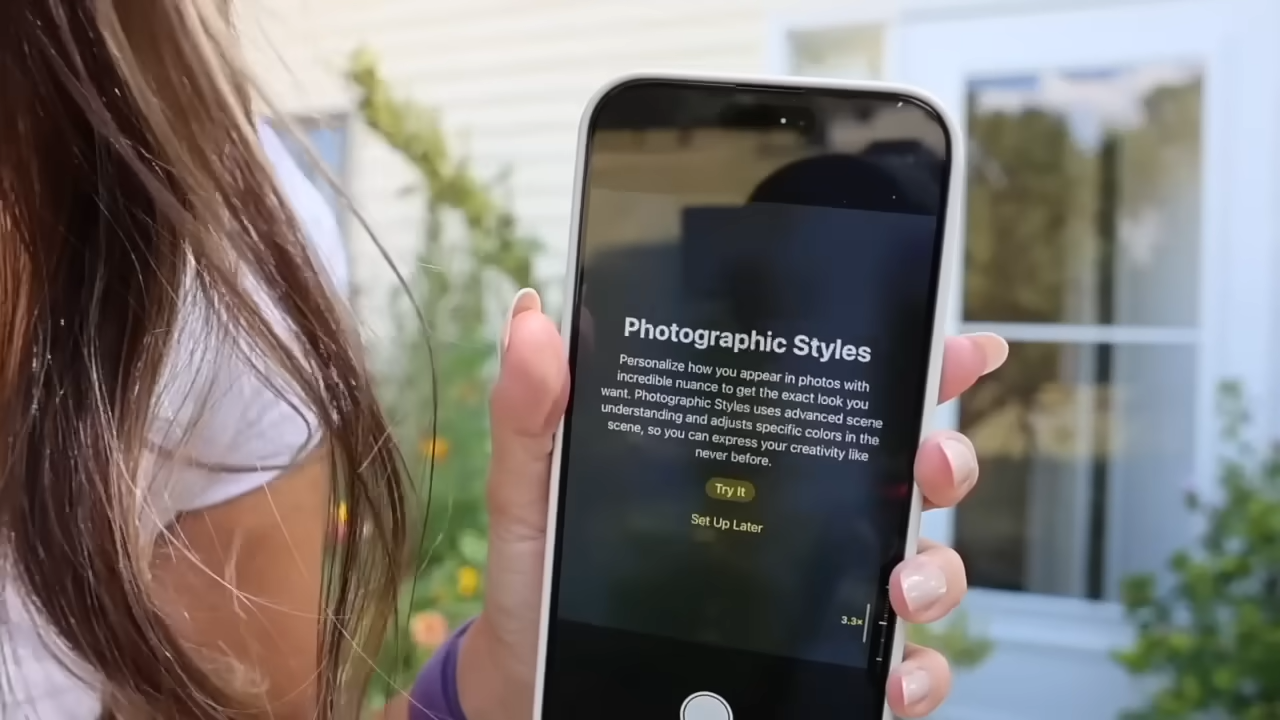 Photographic Styles
Personalize how you appear in photos with
incredible nuance to get the exact look you
want. Photographic Styles uses advanced scene
understanding and adjusts specific colors in the
scene, so you can express your creativity like
never before.
Try It
Set Up Later
3.3×